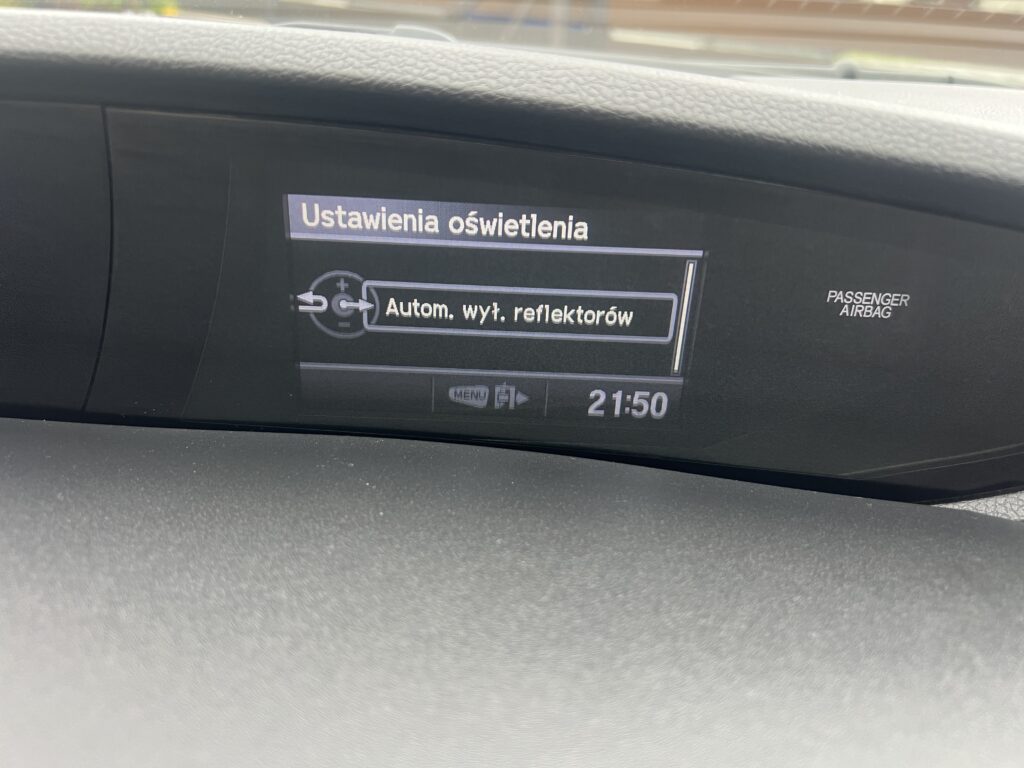 Ustawienia oświetlenia
+
Autom. wył. reflektorów
−
MENU
21:50
PASSENGER
AIRBAG